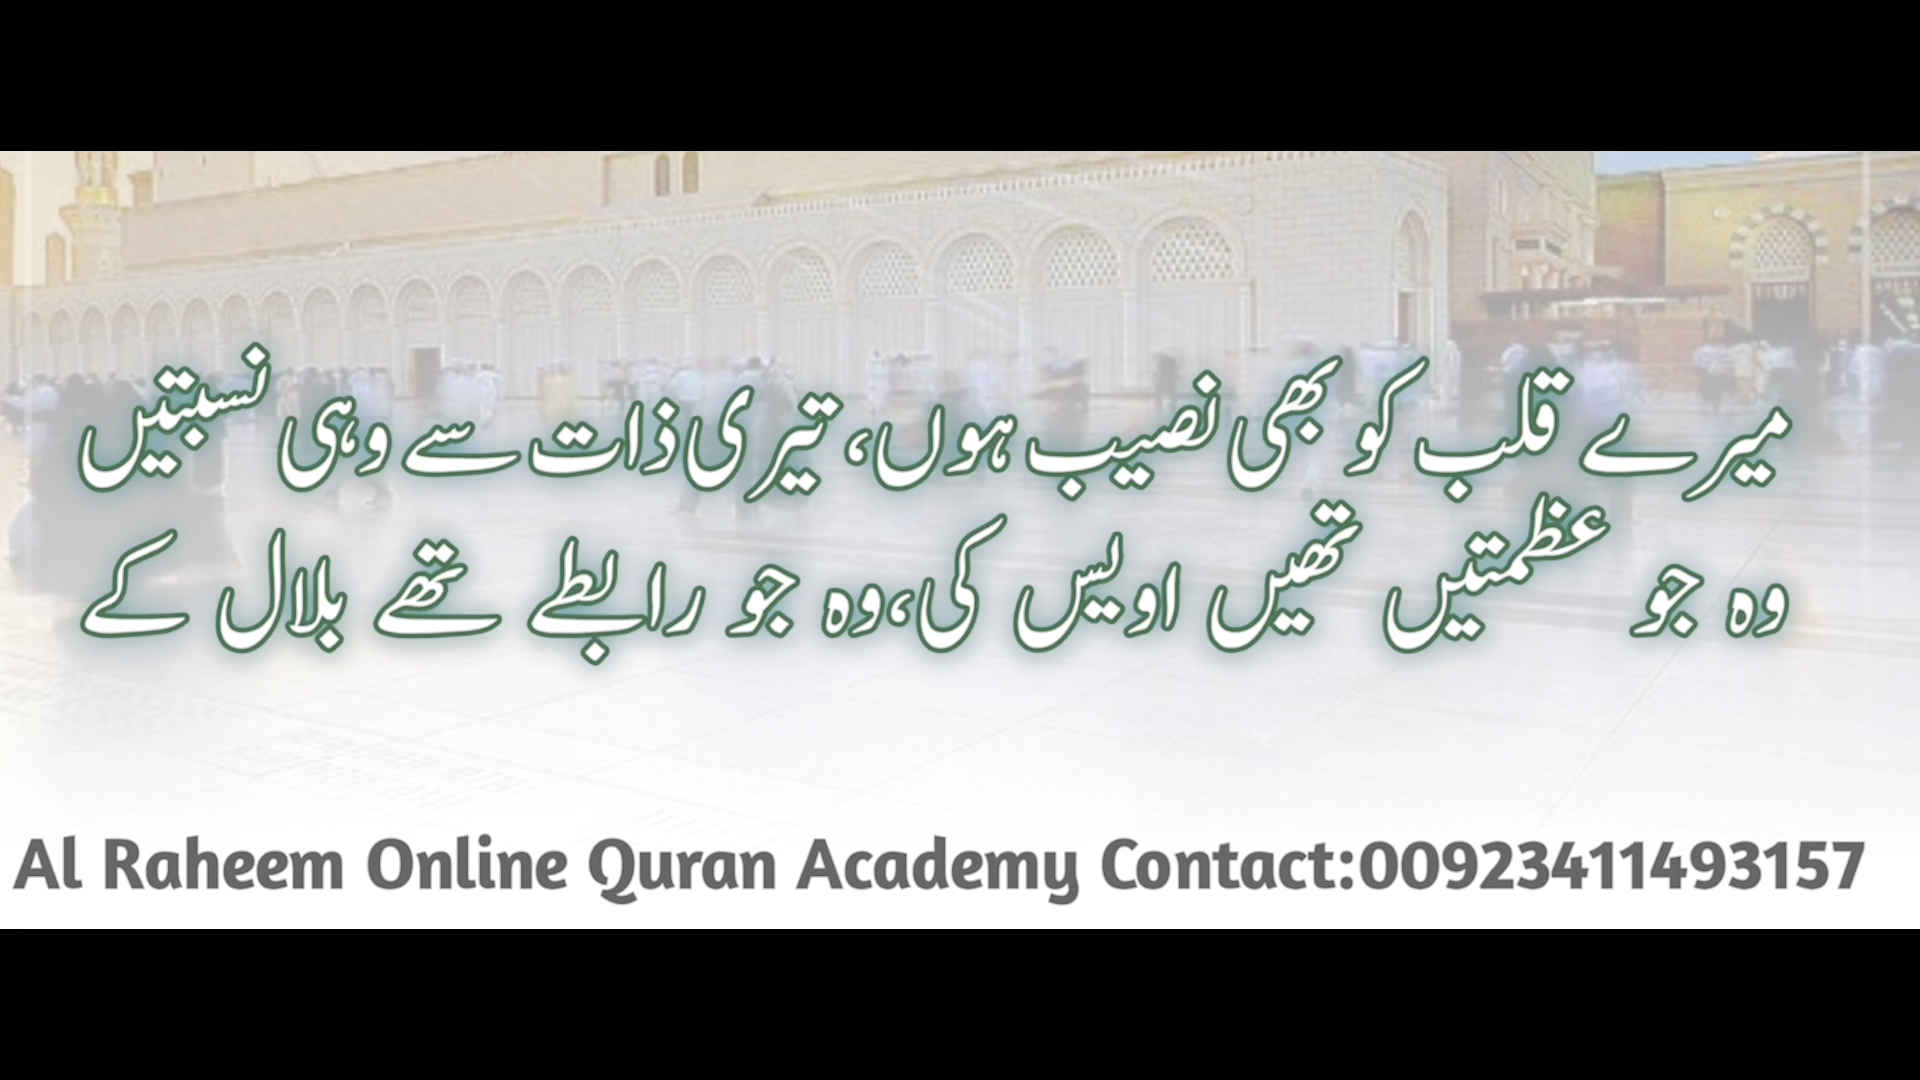 میرے قلب کو بھی نصیب ہوں، تیری ذات سے وہی نسبتیں
وہ جو عظمتیں تھیں اویس کی،وہ جو رابطے تھے بلال کے
Al Raheem Online Quran Academy Contact:00923411493157